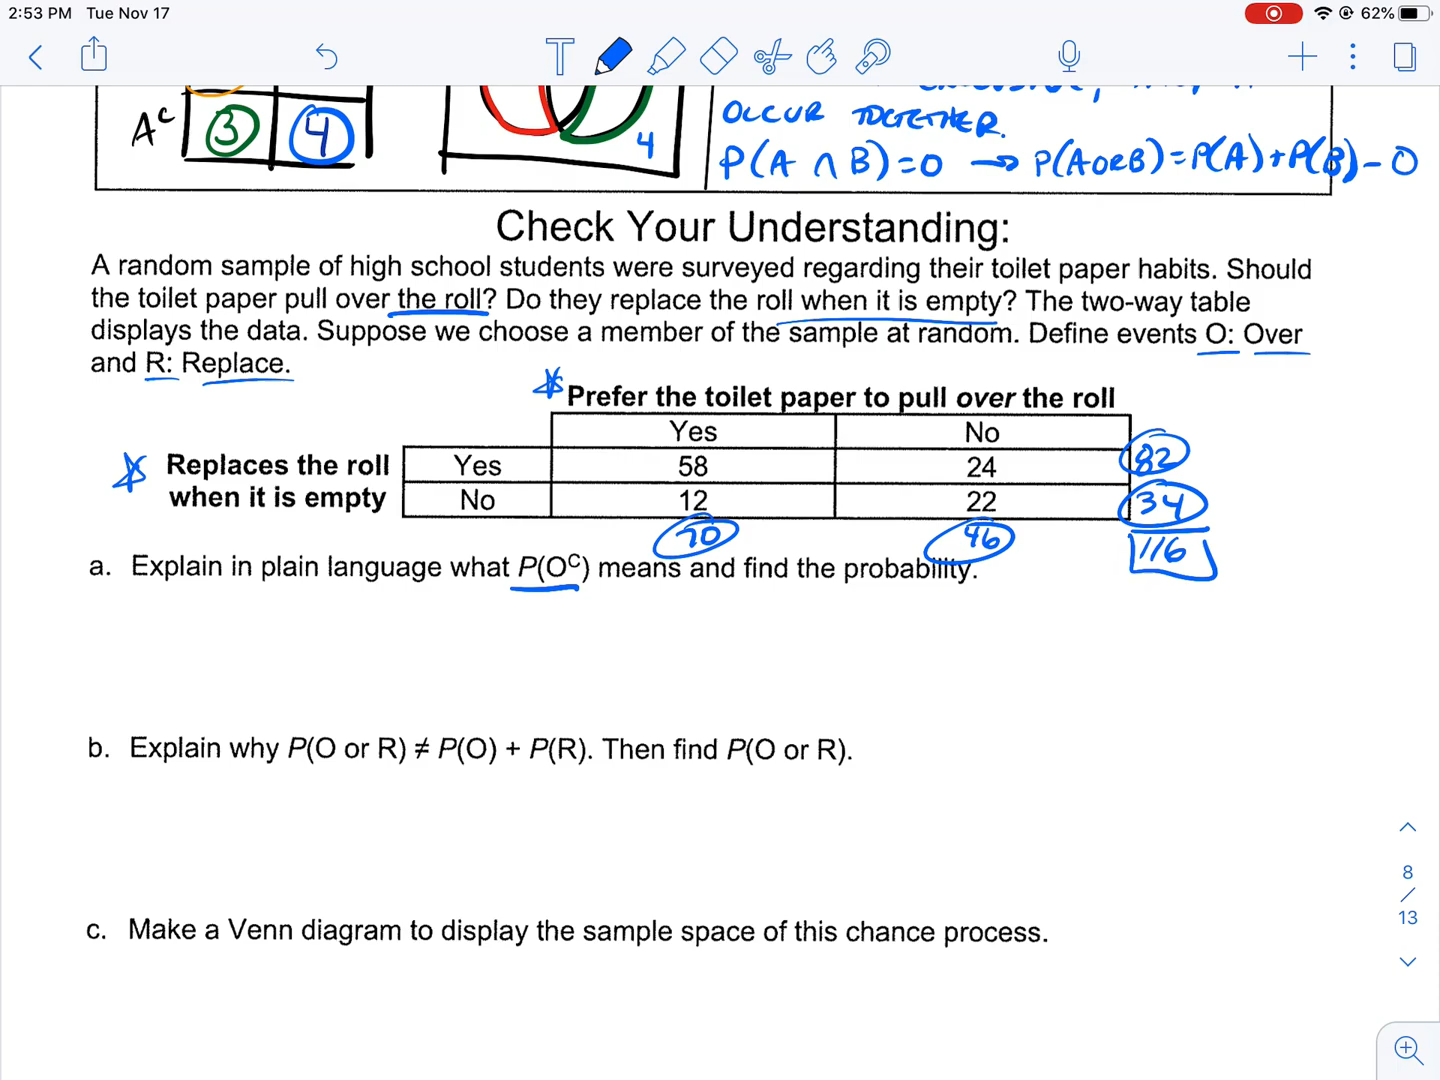 2:53 PM Tue Nov 17
62%
A^c 3 4
4
OCCUR TOGETHER.
P(A ∩ B)=0 → P(A OR B)=P(A)+P(B)-0
Check Your Understanding:
A random sample of high school students were surveyed regarding their toilet paper habits. Should
the toilet paper pull over the roll? Do they replace the roll when it is empty? The two-way table
displays the data. Suppose we choose a member of the sample at random. Define events O: Over
and R: Replace.
Prefer the toilet paper to pull over the roll
Yes No
Replaces the roll Yes 58 24 82
when it is empty No 12 22 34
70 46 116
a. Explain in plain language what P(O^C) means and find the probability.
b. Explain why P(O or R) ≠ P(O) + P(R). Then find P(O or R).
c. Make a Venn diagram to display the sample space of this chance process.
8
/
13